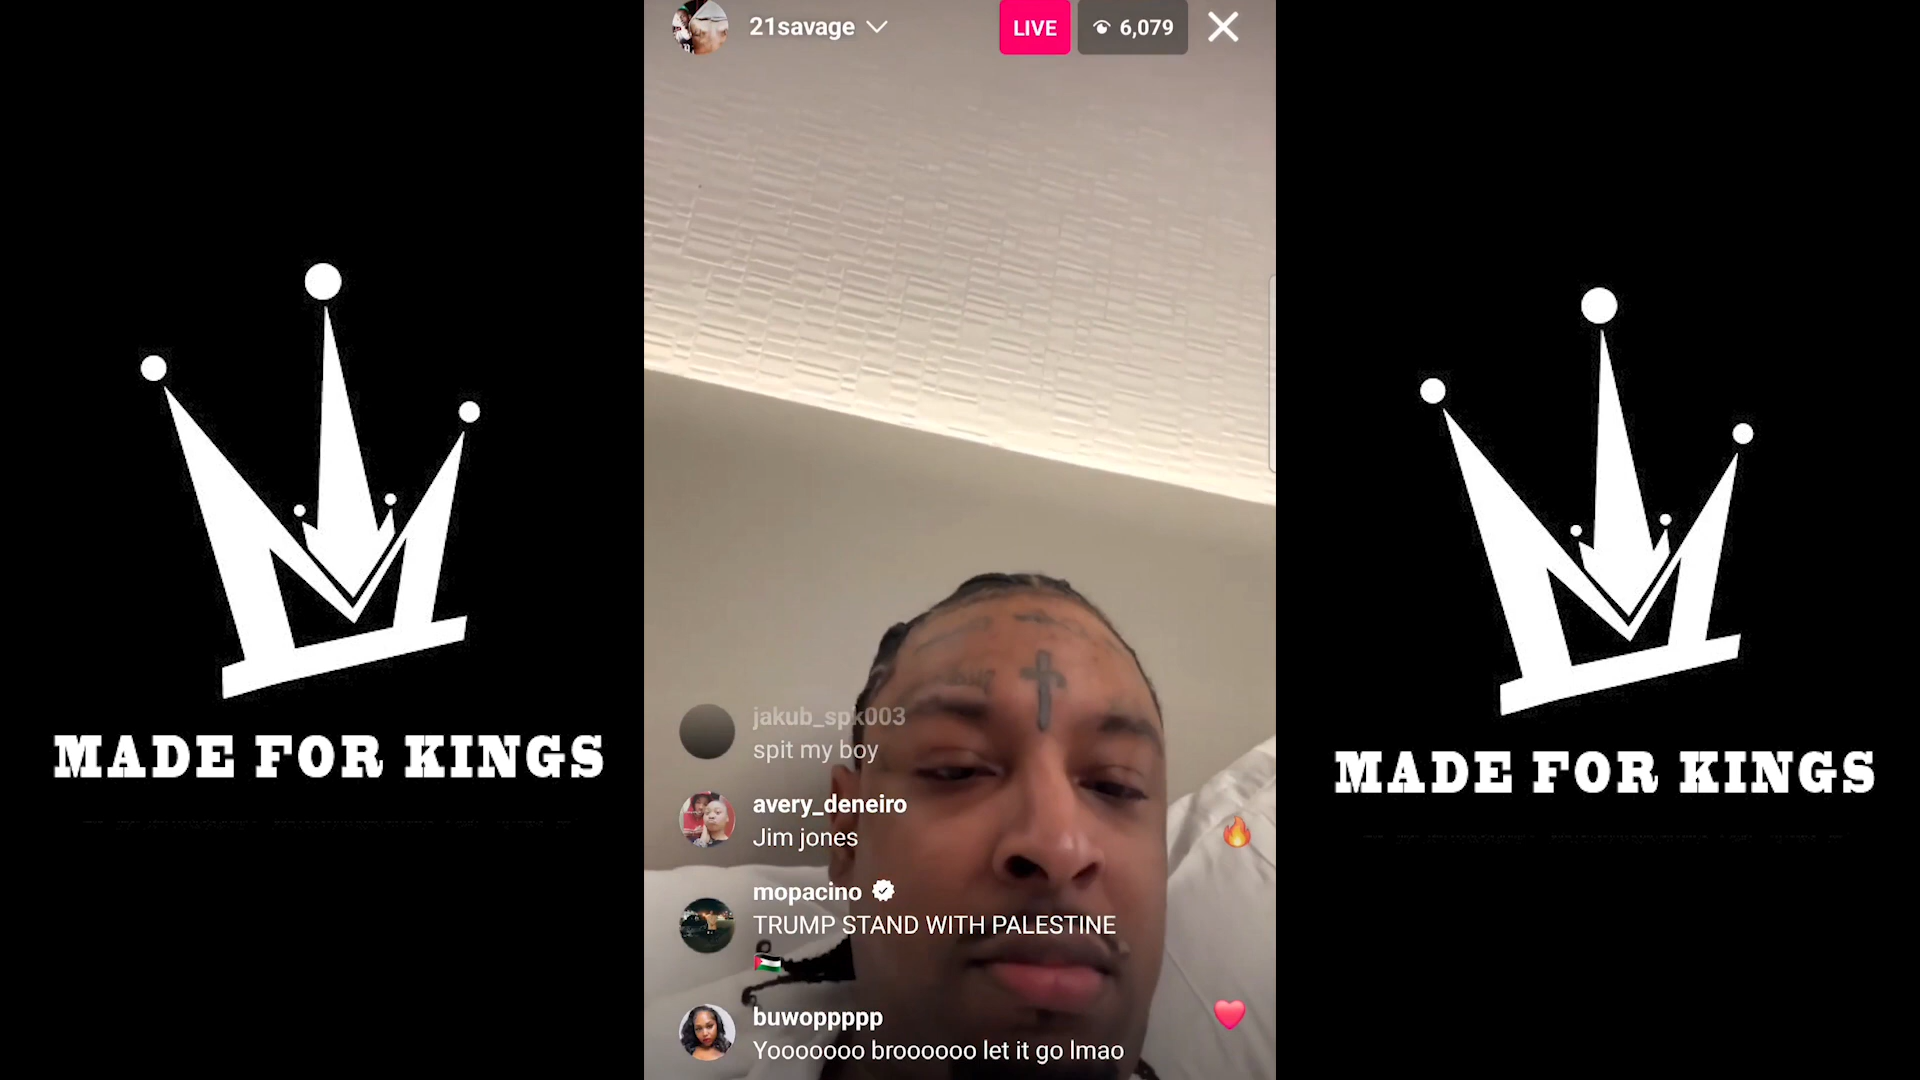 21savage
LIVE
6,079
jakub_spk003
spit my boy
avery_deneiro
Jim jones
mopacino
TRUMP STAND WITH PALESTINE
🇵🇸
buwoppppp
Yooooooo broooooo let it go lmao
MADE FOR KINGS
MADE FOR KINGS